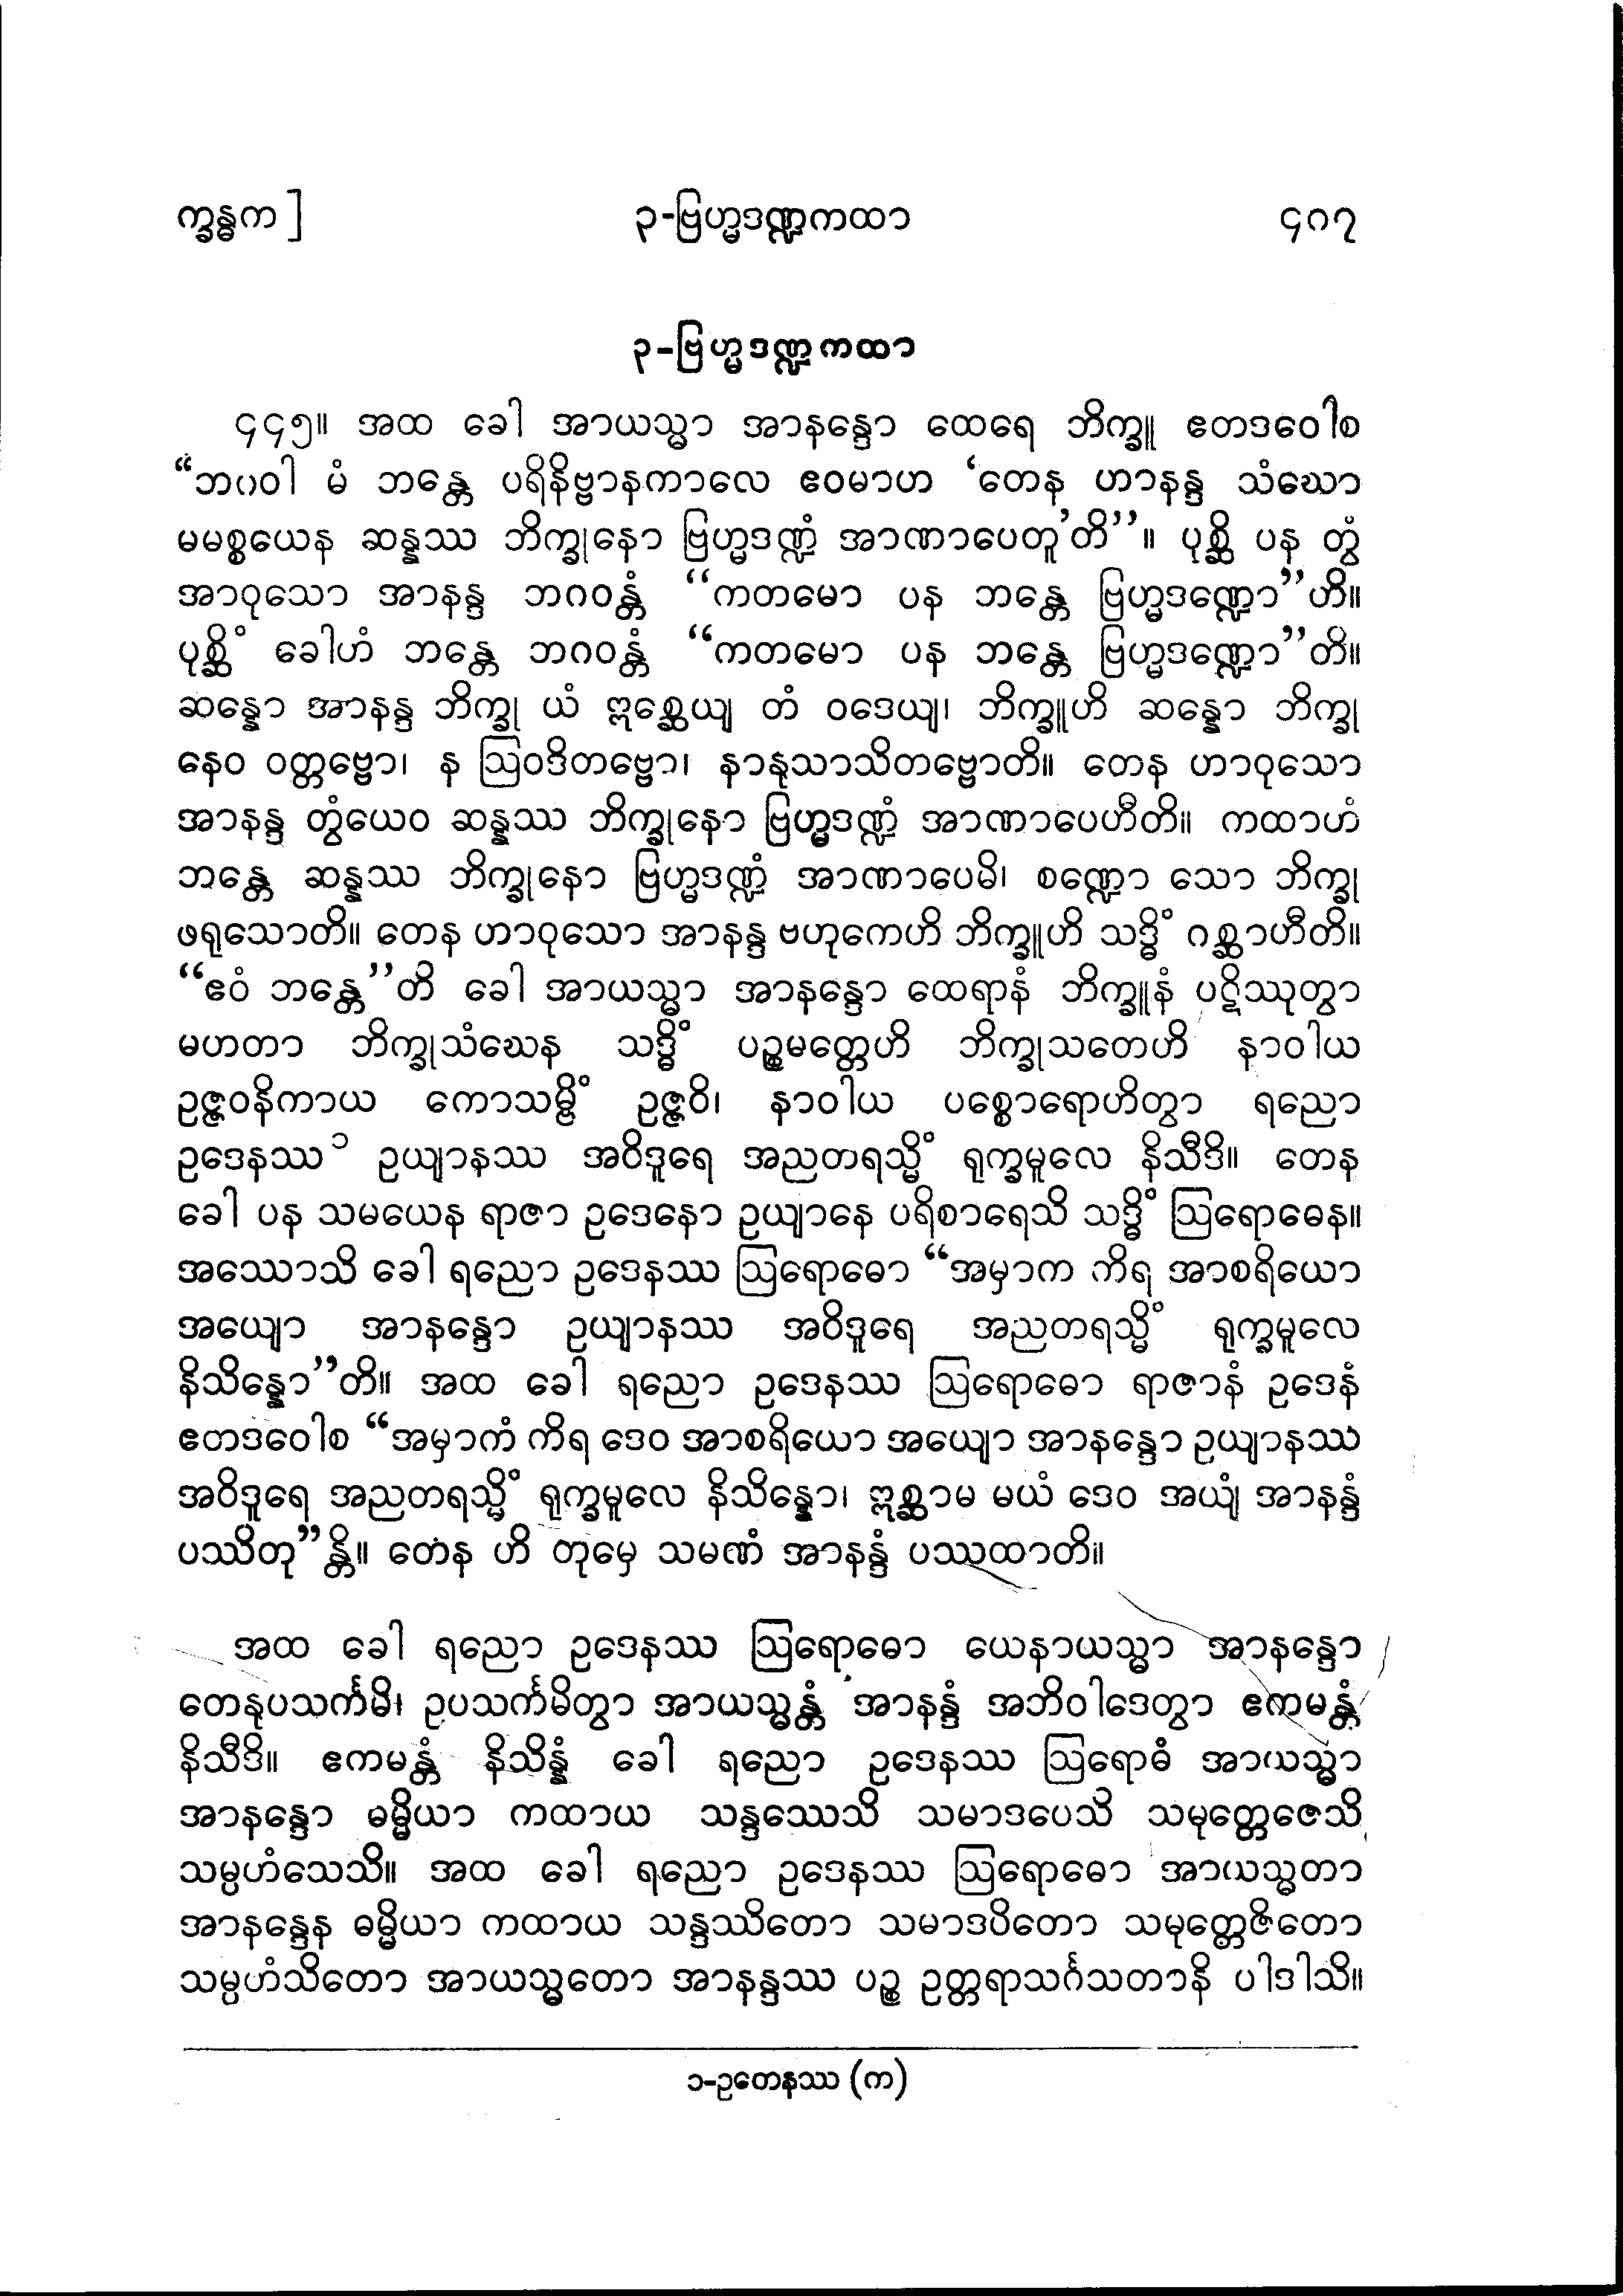 က္ခန္ဓက]
၃-ဗြဟ္မဒဏ္ဍကထာ
၄၁၇
၃-ဗြဟ္မဒဏ္ဍကထာ
၄၄၅။ အထ ခေါ အာယသ္မာ အာနန္ဒော ထေရေ ဘိက္ခူ ဧတဒဝေါစ
“ဘဂဝါ မံ ဘန္တေ ပရိနိဗ္ဗာနကာလေ ဧဝမာဟ ‘တေန ဟာနန္ဒ သံဃော
မမစ္စယေန ဆန္နဿ ဘိက္ခုနော ဗြဟ္မဒဏ္ဍံ အာဏာပေတူ’တိ”။ ပုစ္ဆိ ပန တွံ
အာဝုသော အာနန္ဒ ဘဂဝန္တံ “ကတမော ပန ဘန္တေ ဗြဟ္မဒဏ္ဍော”ဟိ။
ပုစ္ဆိံ ခေါဟံ ဘန္တေ ဘဂဝန္တံ “ကတမော ပန ဘန္တေ ဗြဟ္မဒဏ္ဍော”တိ။
ဆန္နော အာနန္ဒ ဘိက္ခု ယံ ဣစ္ဆေယျ တံ ဝဒေယျ၊ ဘိက္ခူဟိ ဆန္နော ဘိက္ခု
နေဝ ဝတ္တဗ္ဗော၊ န ဩဝဒိတဗ္ဗော၊ နာနုသာသိတဗ္ဗောတိ။ တေန ဟာဝုသော
အာနန္ဒ တွံယေဝ ဆန္နဿ ဘိက္ခုနော ဗြဟ္မဒဏ္ဍံ အာဏာပေဟီတိ။ ကထာဟံ
ဘန္တေ ဆန္နဿ ဘိက္ခုနော ဗြဟ္မဒဏ္ဍံ အာဏာပေမိ၊ စဏ္ဍော သော ဘိက္ခု
ဖရုသောတိ။ တေန ဟာဝုသော အာနန္ဒ ဗဟုကေဟိ ဘိက္ခူဟိ သဒ္ဓိံ ဂစ္ဆာဟီတိ။
“ဧဝံ ဘန္တေ”တိ ခေါ အာယသ္မာ အာနန္ဒော ထေရာနံ ဘိက္ခူနံ ပဋိဿုတွာ
မဟတာ ဘိက္ခုသံဃေန သဒ္ဓိံ ပဉ္စမတ္တေဟိ ဘိက္ခုသတေဟိ နာဝါယ
ဥဇ္ဇဝနိကာယ ကောသမ္ဗိံ ဥဇ္ဇဝိ၊ နာဝါယ ပစ္စောရောဟိတွာ ရညော
ဥဒေနဿ ၁ ဥယျာနဿ အဝိဒူရေ အညတရသ္မိံ ရုက္ခမူလေ နိသီဒိ။ တေန
ခေါ ပန သမယေန ရာဇာ ဥဒေနော ဥယျာနေ ပရိစာရေသိ သဒ္ဓိံ ဩရောဓေန။
အဿောသိ ခေါ ရညော ဥဒေနဿ ဩရောဓော “အမှာက ကိရ အာစရိယော
အယျော အာနန္ဒော ဥယျာနဿ အဝိဒူရေ အညတရသ္မိံ ရုက္ခမူလေ
နိသိန္နော”တိ။ အထ ခေါ ရညော ဥဒေနဿ ဩရောဓော ရာဇာနံ ဥဒေနံ
ဧတဒဝေါစ “အမှာကံ ကိရ ဒေဝ အာစရိယော အယျော အာနန္ဒော ဥယျာနဿ
အဝိဒူရေ အညတရသ္မိံ ရုက္ခမူလေ နိသိန္နော၊ ဣစ္ဆာမ မယံ ဒေဝ အယျံ အာနန္ဒံ
ပဿိတု”န္တိ။ တေန ဟိ တုမှေ သမဏံ အာနန္ဒံ ပဿထာတိ။
အထ ခေါ ရညော ဥဒေနဿ ဩရောဓော ယေနာယသ္မာ အာနန္ဒော
တေနုပသင်္ကမိ၊ ဥပသင်္ကမိတွာ အာယသ္မန္တံ အာနန္ဒံ အဘိဝါဒေတွာ ဧကမန္တံ
နိသီဒိ။ ဧကမန္တံ နိသိန္နံ ခေါ ရညော ဥဒေနဿ ဩရောဓံ အာယသ္မာ
အာနန္ဒော ဓမ္မိယာ ကထာယ သန္ဒဿေသိ သမာဒပေသိ သမုတ္တေဇေသိ
သမ္ပဟံသေသိ။ အထ ခေါ ရညော ဥဒေနဿ ဩရောဓော အာယသ္မတာ
အာနန္ဒေန ဓမ္မိယာ ကထာယ သန္ဒဿိတော သမာဒပိတော သမုတ္တေဇိတော
သမ္ပဟံသိတော အာယသ္မတော အာနန္ဒဿ ပဉ္စ ဥတ္တရာသင်္ဂသတာနိ ပါဒါသိ။
၁-ဥတေနဿ (က)